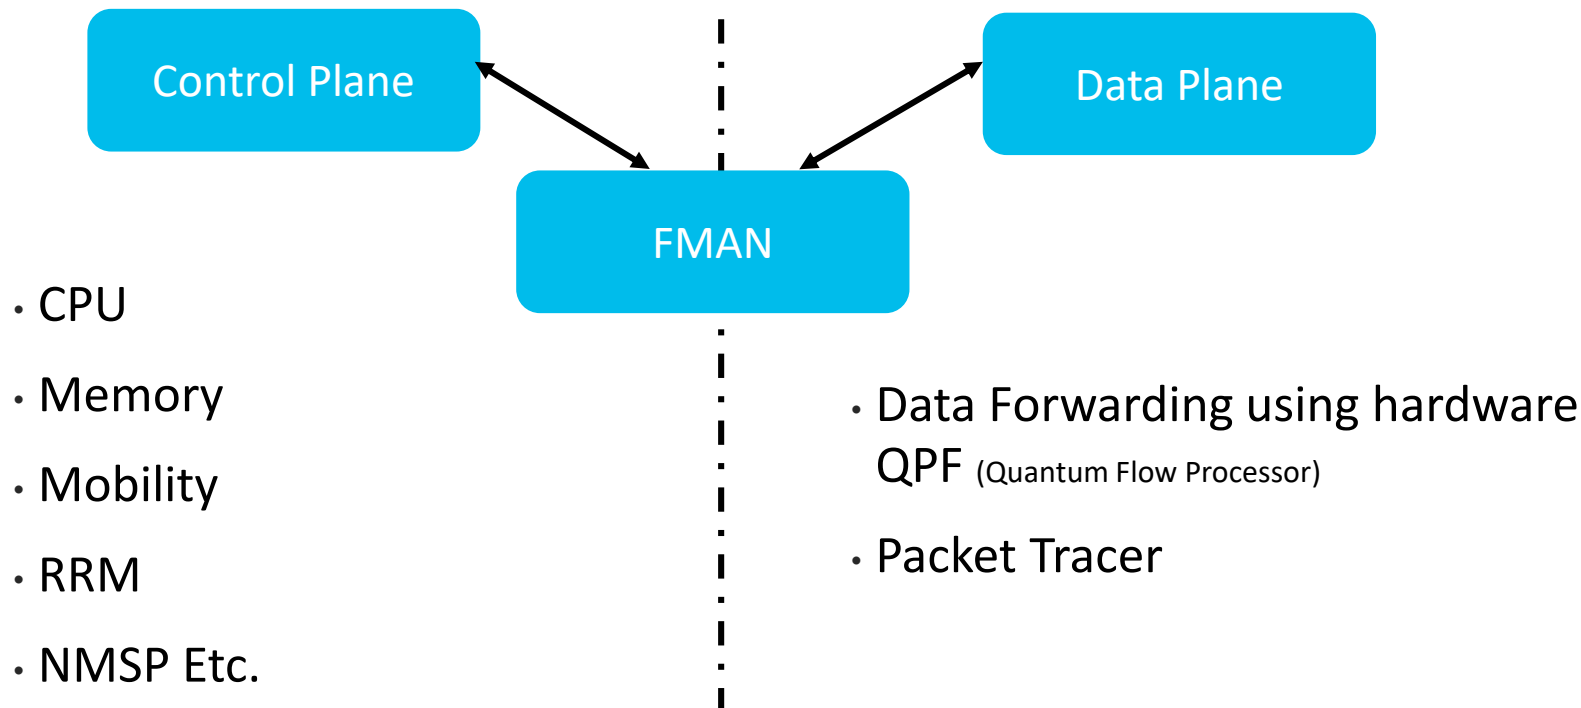 Control Plane
Data Plane
FMAN
• CPU
• Memory
• Mobility
• RRM
• NMSP Etc.
• Data Forwarding using hardware
QPF (Quantum Flow Processor)
• Packet Tracer